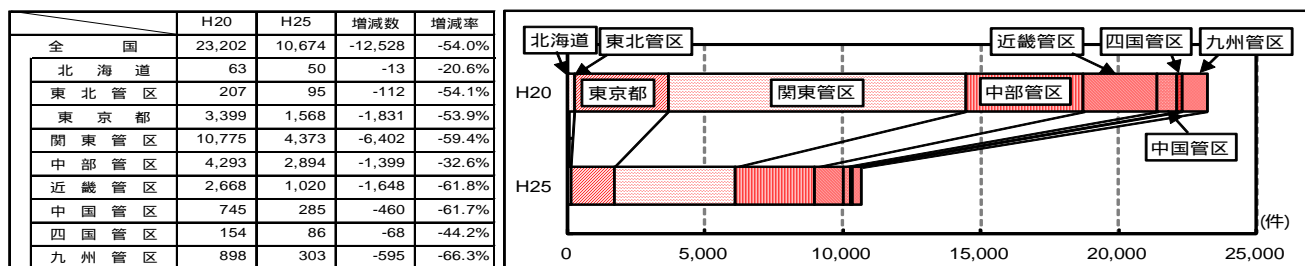 H20 H25 増減数 増減率
全国 23,202 10,674 -12,528 -54.0%
北海道 63 50 -13 -20.6%
東北管区 207 95 -112 -54.1%
東京都 3,399 1,568 -1,831 -53.9%
関東管区 10,775 4,373 -6,402 -59.4%
中部管区 4,293 2,894 -1,399 -32.6%
近畿管区 2,668 1,020 -1,648 -61.8%
中国管区 745 285 -460 -61.7%
四国管区 154 86 -68 -44.2%
九州管区 898 303 -595 -66.3%
北海道 東北管区 近畿管区 四国管区 九州管区
H20 東京都 関東管区 中部管区
中国管区
H25
(件)
0 5,000 10,000 15,000 20,000 25,000